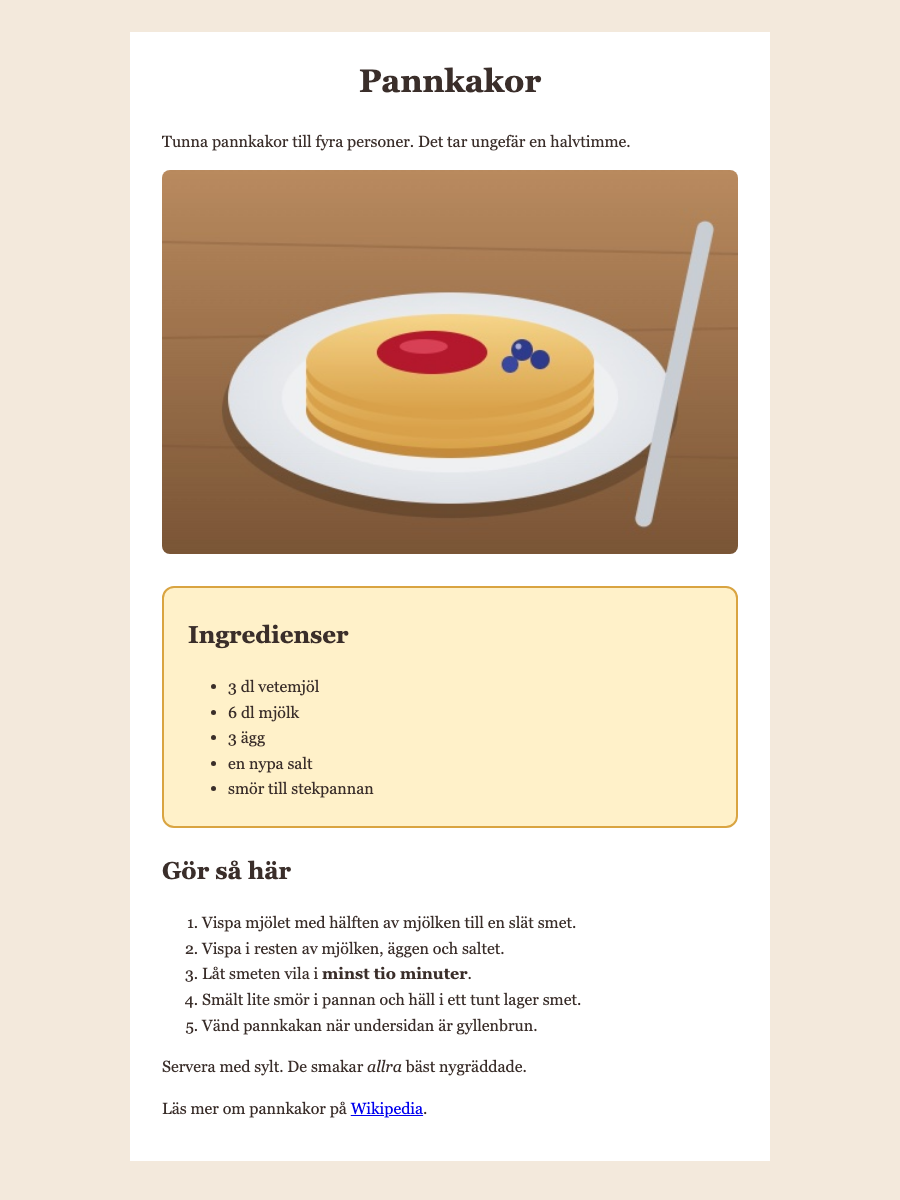 Pannkakor
Tunna pannkakor till fyra personer. Det tar ungefär en halvtimme.
Ingredienser
• 3 dl vetemjöl
• 6 dl mjölk
• 3 ägg
• en nypa salt
• smör till stekpannan
Gör så här
1. Vispa mjölet med hälften av mjölken till en slät smet.
2. Vispa i resten av mjölken, äggen och saltet.
3. Låt smeten vila i minst tio minuter.
4. Smält lite smör i pannan och häll i ett tunt lager smet.
5. Vänd pannkakan när undersidan är gyllenbrun.
Servera med sylt. De smakar allra bäst nygräddade.
Läs mer om pannkakor på Wikipedia.